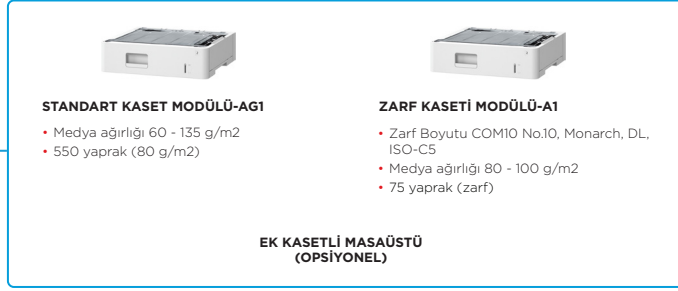 STANDART KASET MODÜLÜ-AG1
• Medya ağırlığı 60 - 135 g/m2
• 550 yaprak (80 g/m2)
ZARF KASETİ MODÜLÜ-A1
• Zarf Boyutu COM10 No.10, Monarch, DL,
ISO-C5
• Medya ağırlığı 80 - 100 g/m2
• 75 yaprak (zarf)
EK KASETLİ MASAÜSTÜ
(OPSİYONEL)